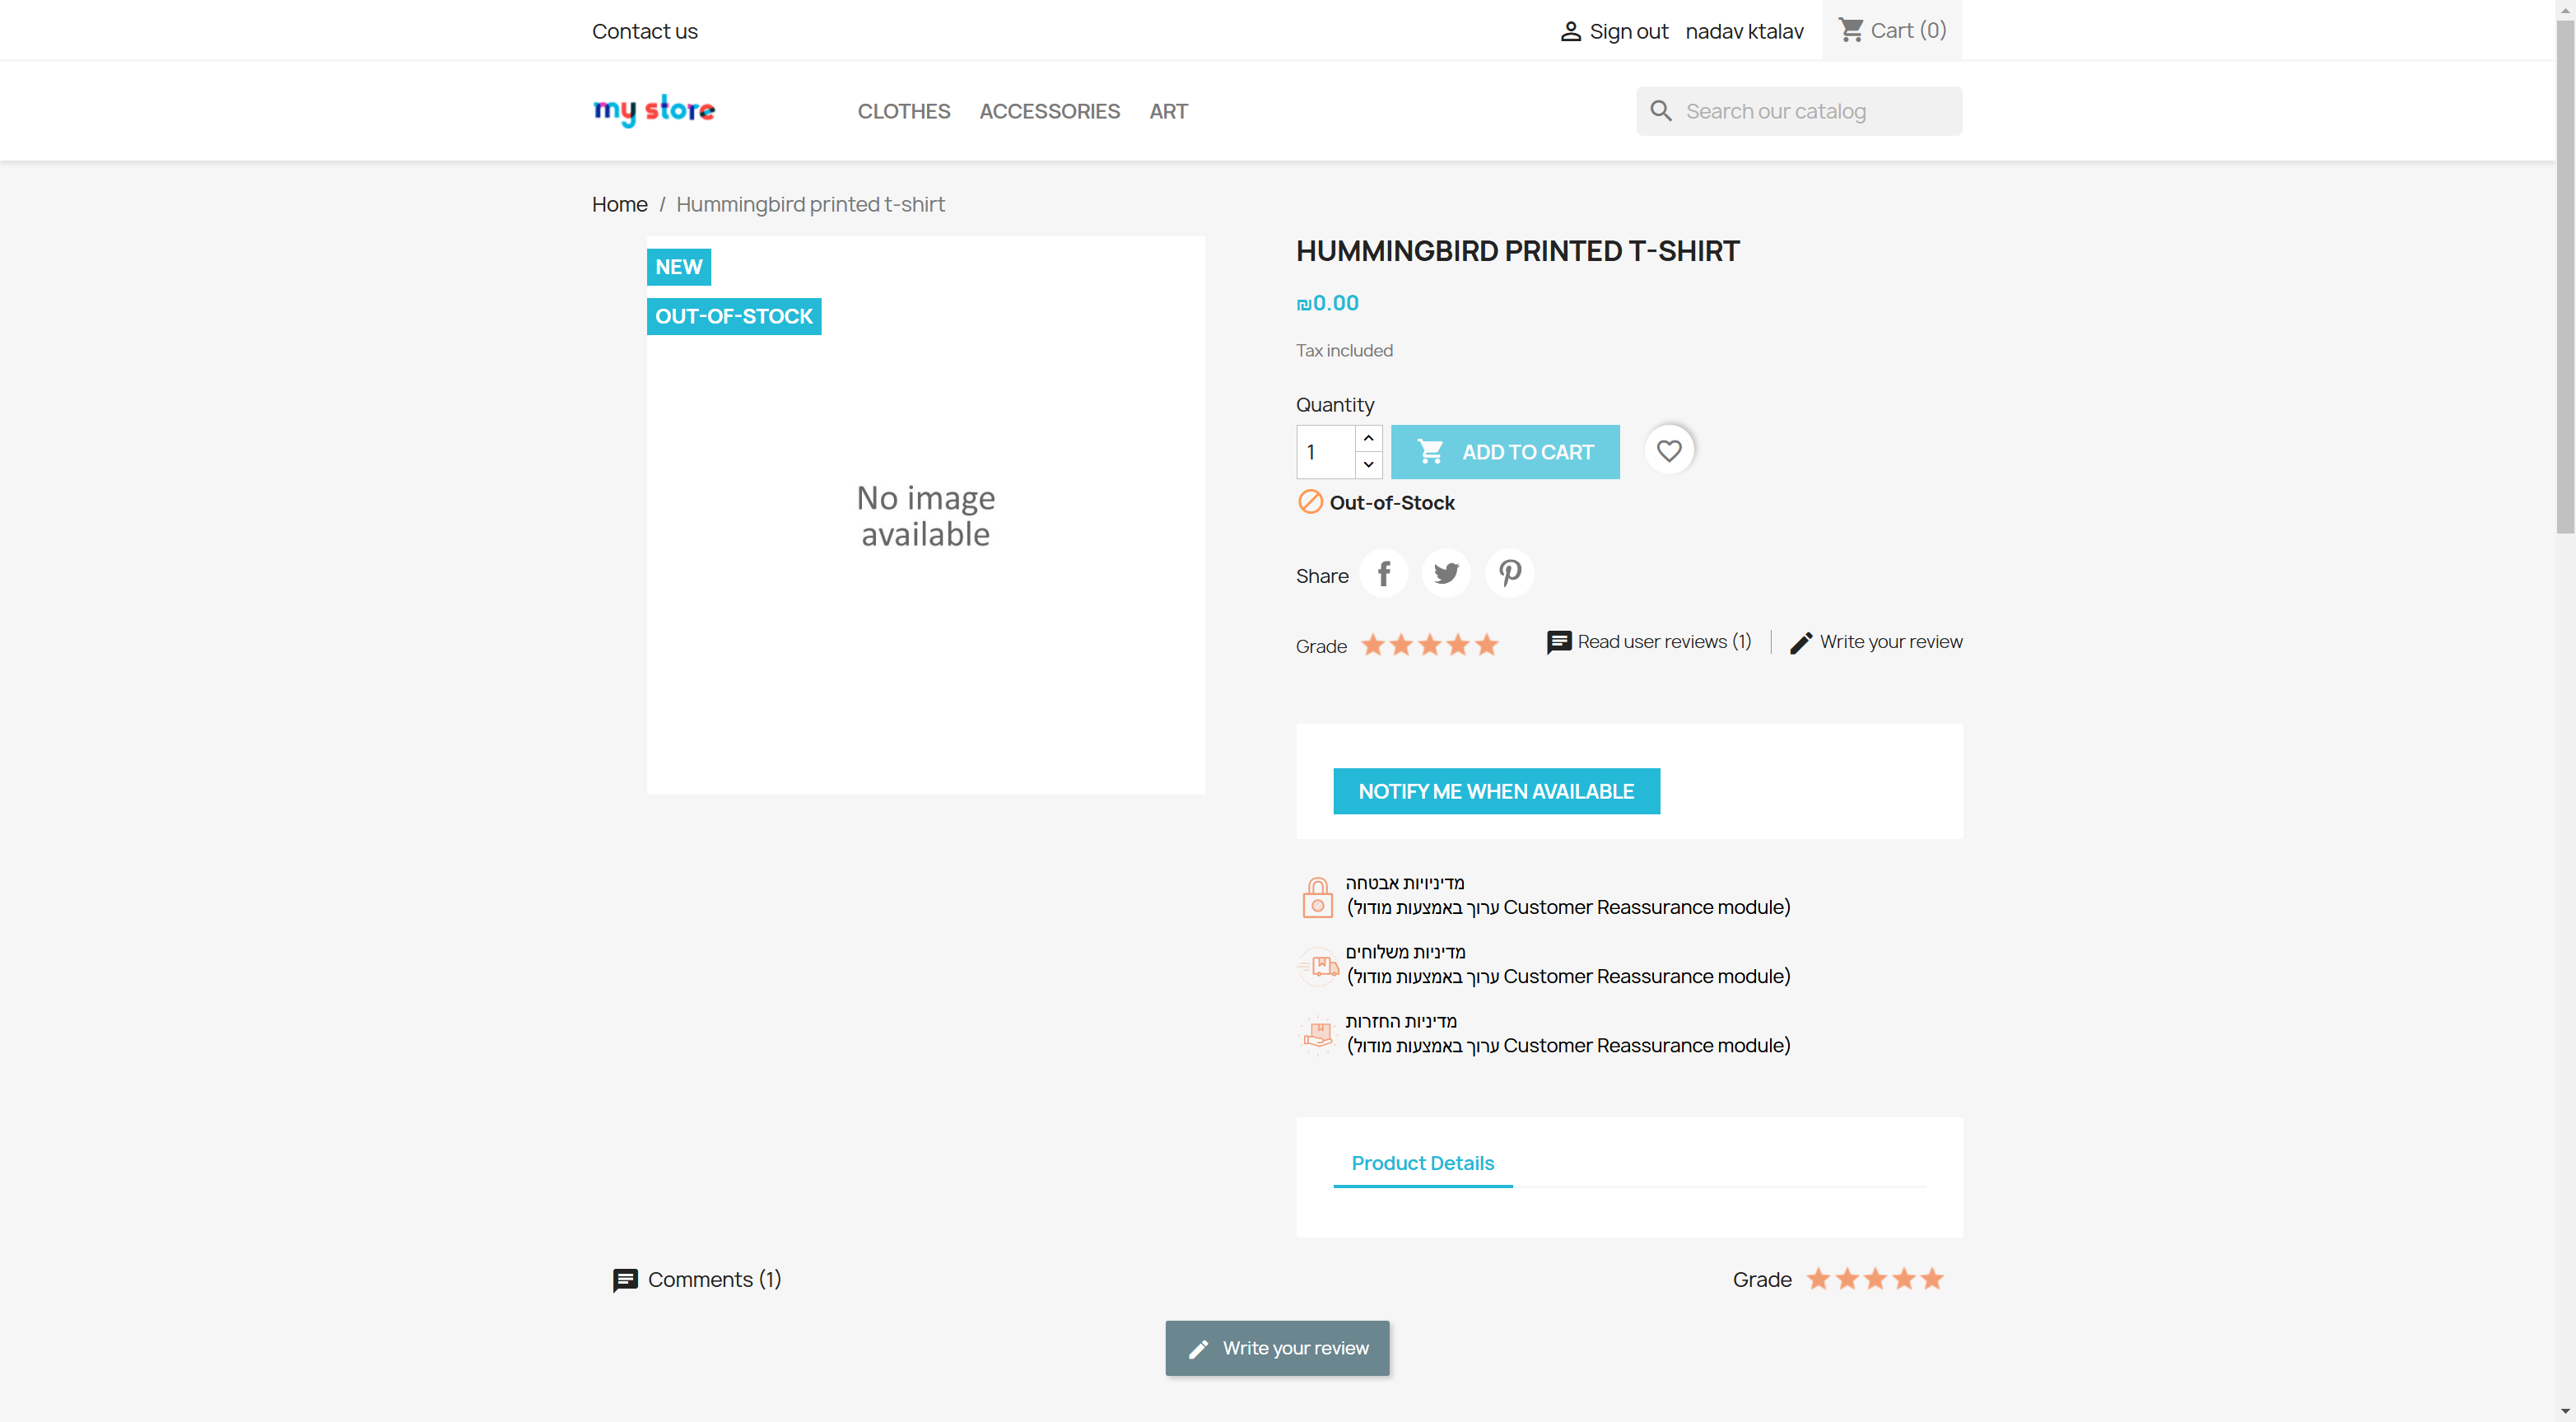 Contact us
Sign out
nadav ktalav
Cart (0)
my store
CLOTHES
ACCESSORIES
ART
Search our catalog
Home / Hummingbird printed t-shirt
NEW
OUT-OF-STOCK
No image
available
HUMMINGBIRD PRINTED T-SHIRT
₪0.00
Tax included
Quantity
1
ADD TO CART
Out-of-Stock
Share
Grade
Read user reviews (1)
Write your review
NOTIFY ME WHEN AVAILABLE
מדיניויות אבטחה
(ערוך באמצעות מודול Customer Reassurance module)
מדיניות משלוחים
(ערוך באמצעות מודול Customer Reassurance module)
מדיניות החזרות
(ערוך באמצעות מודול Customer Reassurance module)
Product Details
Comments (1)
Grade
Write your review